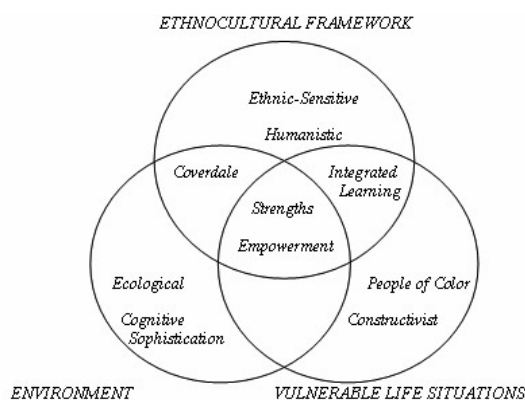 ETHNOCULTURAL FRAMEWORK
Ethnic-Sensitive
Humanistic
Coverdale
Integrated
Learning
Strengths
Empowerment
Ecological
Cognitive
Sophistication
People of Color
Constructivist
ENVIRONMENT
VULNERABLE LIFE SITUATIONS